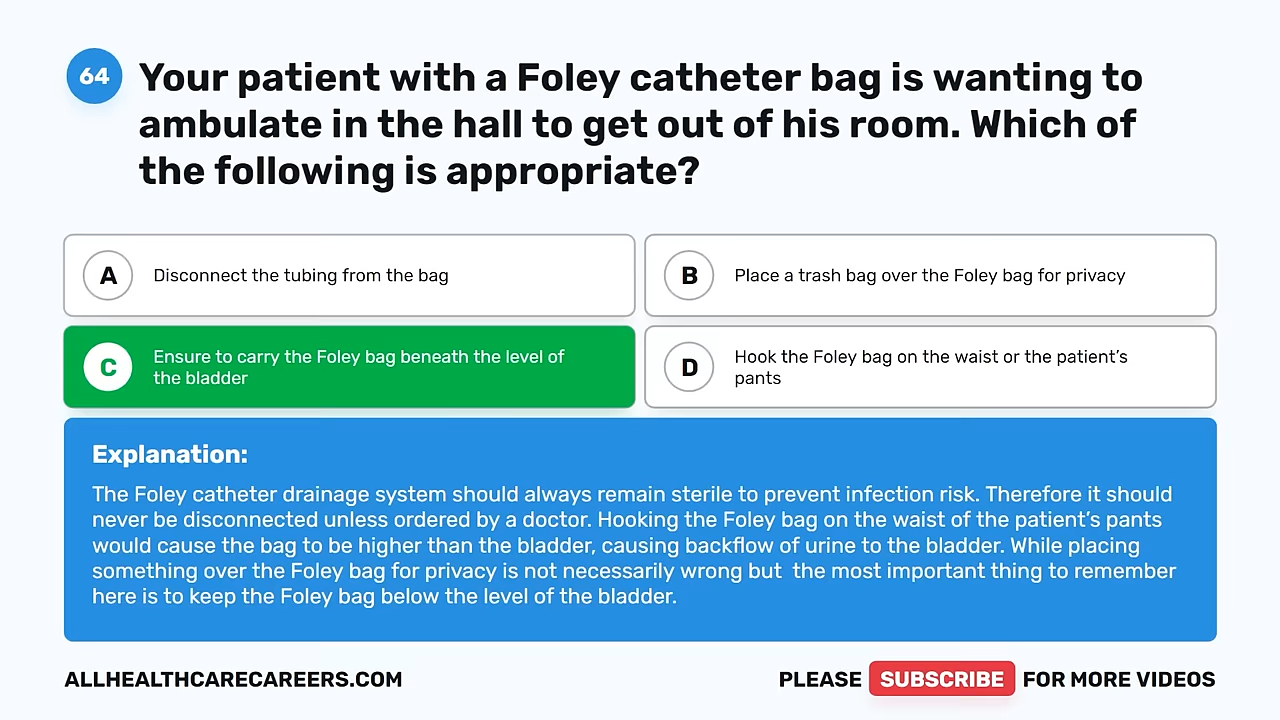 64
Your patient with a Foley catheter bag is wanting to
ambulate in the hall to get out of his room. Which of
the following is appropriate?
A
Disconnect the tubing from the bag
B
Place a trash bag over the Foley bag for privacy
C
Ensure to carry the Foley bag beneath the level of
the bladder
D
Hook the Foley bag on the waist or the patient's
pants
Explanation:
The Foley catheter drainage system should always remain sterile to prevent infection risk. Therefore it should
never be disconnected unless ordered by a doctor. Hooking the Foley bag on the waist of the patient's pants
would cause the bag to be higher than the bladder, causing backflow of urine to the bladder. While placing
something over the Foley bag for privacy is not necessarily wrong but  the most important thing to remember
here is to keep the Foley bag below the level of the bladder.
ALLHEALTHCARECAREERS.COM
PLEASE SUBSCRIBE FOR MORE VIDEOS